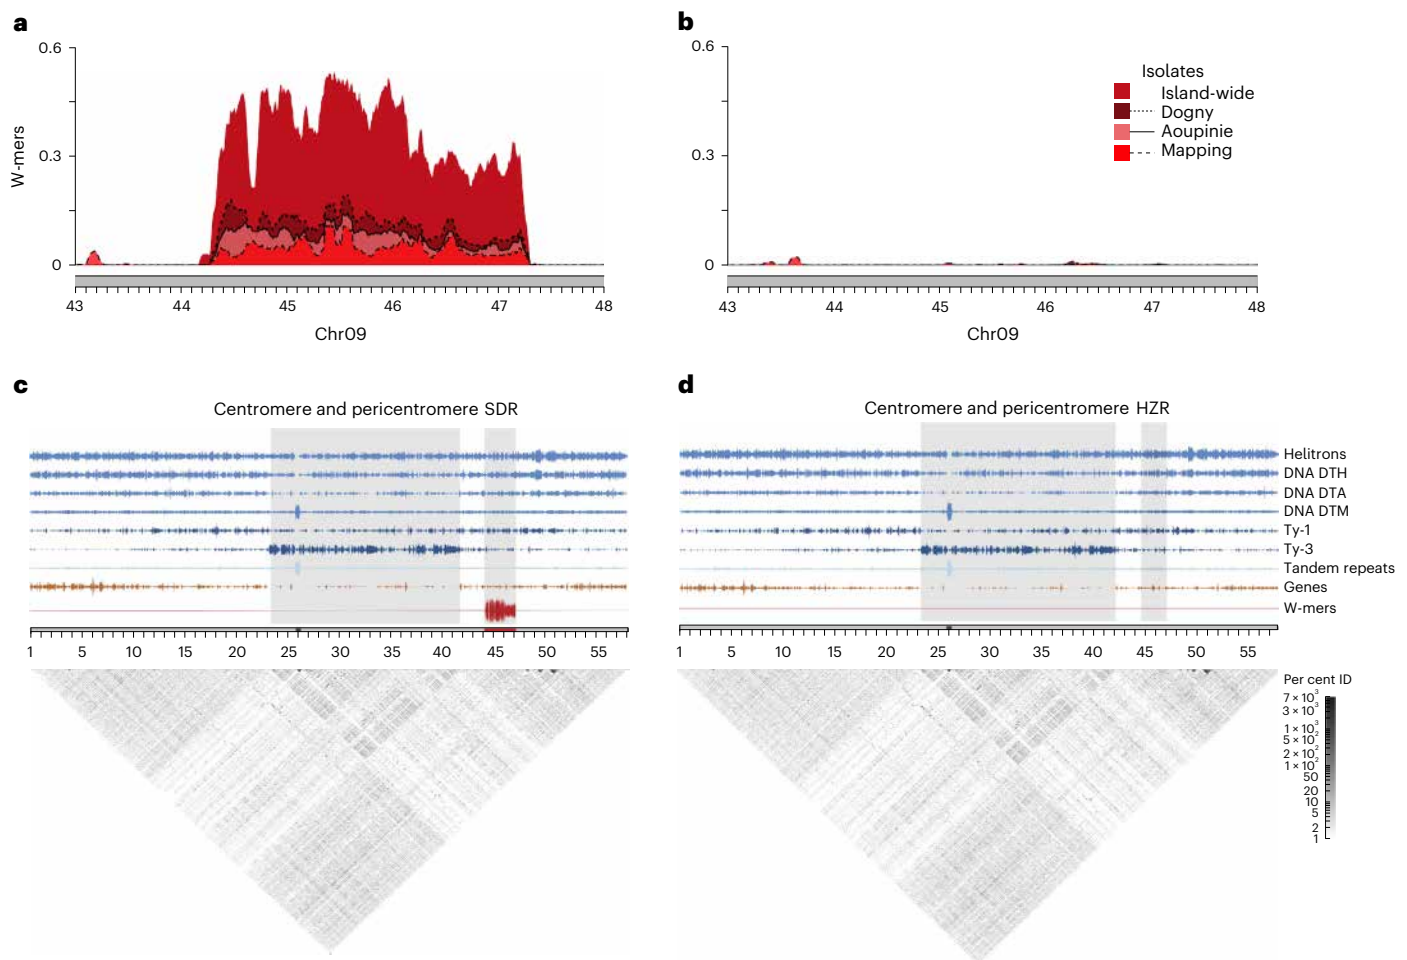 a
0.6
0.3
0
W-mers
43 44 45 46 47 48
Chr09
b
0.6
0.3
0
Isolates
Island-wide
Dogny
Aoupinie
Mapping
43 44 45 46 47 48
Chr09
c
Centromere and pericentromere SDR
1 5 10 15 20 25 30 35 40 45 50 55
d
Centromere and pericentromere HZR
Helitrons
DNA DTH
DNA DTA
DNA DTM
Ty-1
Ty-3
Tandem repeats
Genes
W-mers
1 5 10 15 20 25 30 35 40 45 50 55
Per cent ID
7 × 10³
3 × 10³
1 × 10³
5 × 10²
2 × 10²
1 × 10²
50
20
10
5
2
1